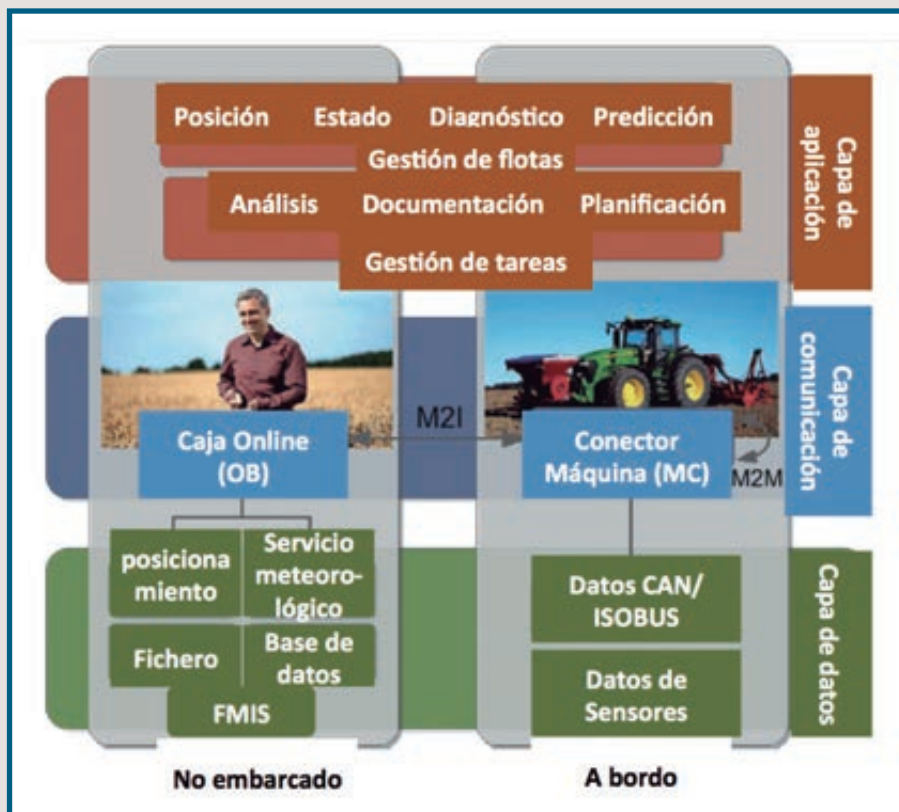 Posición Estado Diagnóstico Predicción
Gestión de flotas
Análisis Documentación Planificación
Gestión de tareas
Capa de
aplicación
M2I
Caja Online
(OB)
Conector
Máquina (MC)
M2M
Capa de
comunicación
posiciona
miento
Servicio
meteoro-
lógico
Fichero
Base de
datos
FMIS
Datos CAN/
ISOBUS
Datos de
Sensores
Capa de datos
No embarcado
A bordo